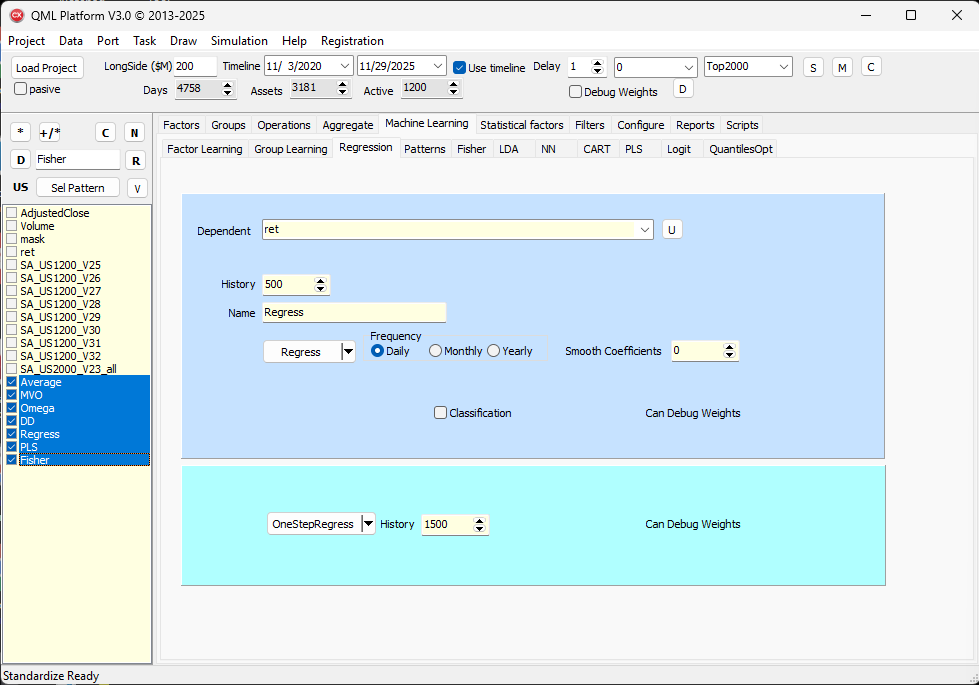 QML Platform V3.0 © 2013-2025
Project Data Port Task Draw Simulation Help Registration
Load Project LongSide ($M) 200 Timeline 11/ 3/2020 11/29/2025 Use timeline Delay 1 0 Top2000 S M C
pasive Days 4758 Assets 3181 Active 1200 Debug Weights D
* +/* C N
D Fisher R
US Sel Pattern V
AdjustedClose
Volume
mask
ret
SA_US1200_V25
SA_US1200_V26
SA_US1200_V27
SA_US1200_V28
SA_US1200_V29
SA_US1200_V30
SA_US1200_V31
SA_US1200_V32
SA_US2000_V23_all
Average
MVO
Omega
DD
Regress
PLS
Fisher
Factors Groups Operations Aggregate Machine Learning Statistical factors Filters Configure Reports Scripts
Factor Learning Group Learning Regression Patterns Fisher LDA NN CART PLS Logit QuantilesOpt
Dependent ret U
History 500
Name Regress
Frequency
Regress Daily Monthly Yearly Smooth Coefficients 0
Classification Can Debug Weights
OneStepRegress History 1500 Can Debug Weights
Standardize Ready